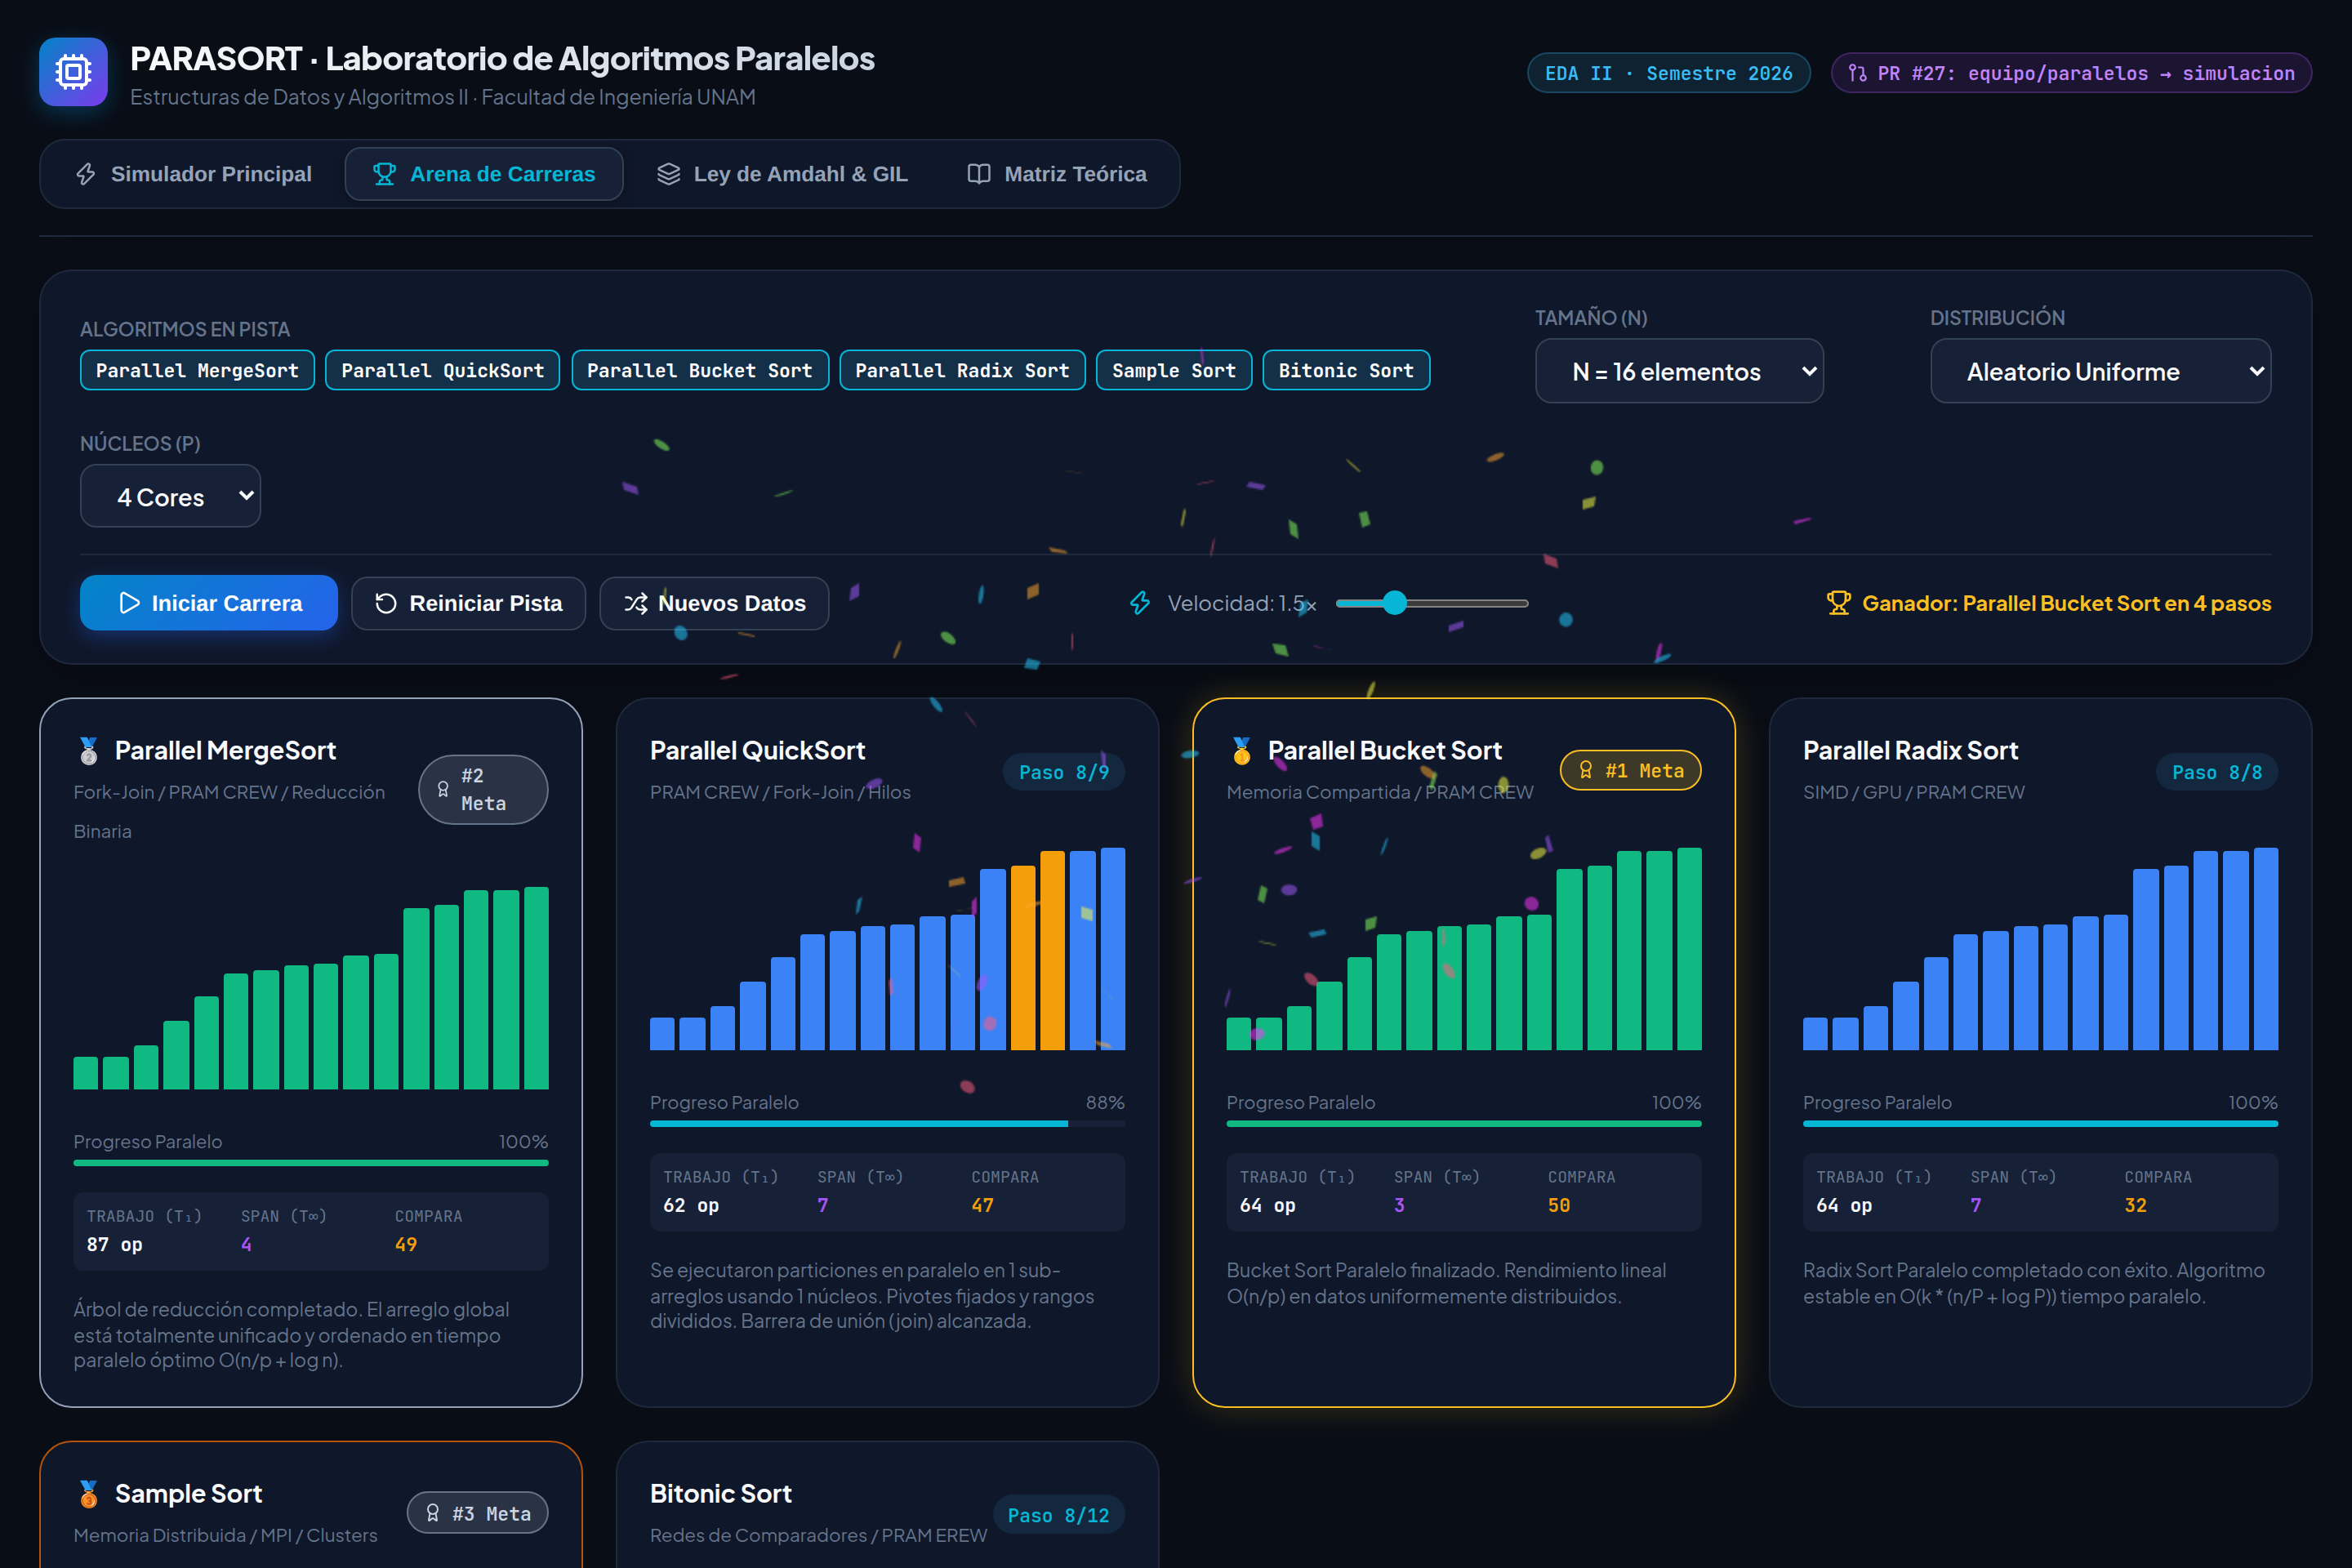 PARASORT · Laboratorio de Algoritmos Paralelos
Estructuras de Datos y Algoritmos II · Facultad de Ingeniería UNAM
EDA II · Semestre 2026
PR #27: equipo/paralelos → simulacion
Simulador Principal
Arena de Carreras
Ley de Amdahl & GIL
Matriz Teórica
ALGORITMOS EN PISTA
Parallel MergeSort
Parallel QuickSort
Parallel Bucket Sort
Parallel Radix Sort
Sample Sort
Bitonic Sort
TAMAÑO (N)
N = 16 elementos
DISTRIBUCIÓN
Aleatorio Uniforme
NÚCLEOS (P)
4 Cores
Iniciar Carrera
Reiniciar Pista
Nuevos Datos
Velocidad: 1.5×
Ganador: Parallel Bucket Sort en 4 pasos
🥈 Parallel MergeSort
Fork-Join / PRAM CREW / Reducción
Binaria
#2
Meta
Progreso Paralelo 100%
TRABAJO (T₁) SPAN (T∞) COMPARA
87 op 4 49
Árbol de reducción completado. El arreglo global
está totalmente unificado y ordenado en tiempo
paralelo óptimo O(n/p + log n).
Parallel QuickSort
PRAM CREW / Fork-Join / Hilos
Paso 8/9
Progreso Paralelo 88%
TRABAJO (T₁) SPAN (T∞) COMPARA
62 op 7 47
Se ejecutaron particiones en paralelo en 1 sub-
arreglos usando 1 núcleos. Pivotes fijados y rangos
divididos. Barrera de unión (join) alcanzada.
🥇 Parallel Bucket Sort
Memoria Compartida / PRAM CREW
#1 Meta
Progreso Paralelo 100%
TRABAJO (T₁) SPAN (T∞) COMPARA
64 op 3 50
Bucket Sort Paralelo finalizado. Rendimiento lineal
O(n/p) en datos uniformemente distribuidos.
Parallel Radix Sort
SIMD / GPU / PRAM CREW
Paso 8/8
Progreso Paralelo 100%
TRABAJO (T₁) SPAN (T∞) COMPARA
64 op 7 32
Radix Sort Paralelo completado con éxito. Algoritmo
estable en O(k * (n/P + log P)) tiempo paralelo.
🥉 Sample Sort
Memoria Distribuida / MPI / Clusters
#3 Meta
Bitonic Sort
Redes de Comparadores / PRAM EREW
Paso 8/12